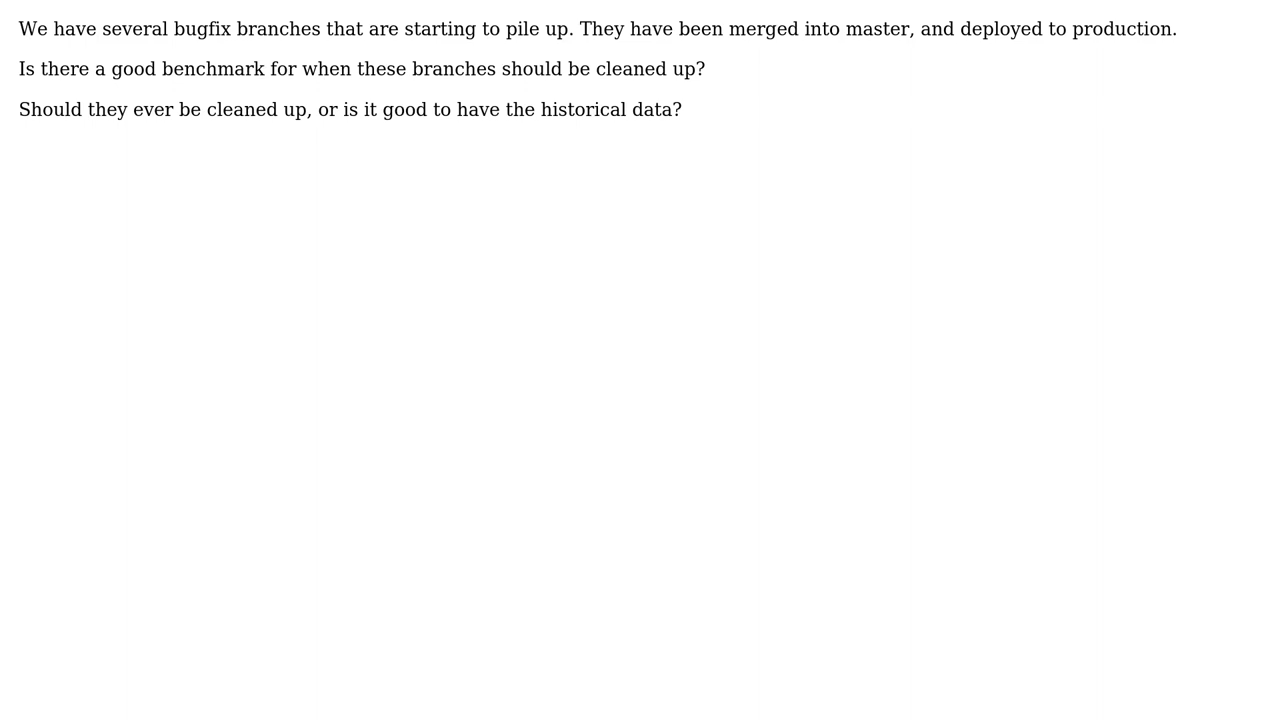 We have several bugfix branches that are starting to pile up. They have been merged into master, and deployed to production.
Is there a good benchmark for when these branches should be cleaned up?
Should they ever be cleaned up, or is it good to have the historical data?